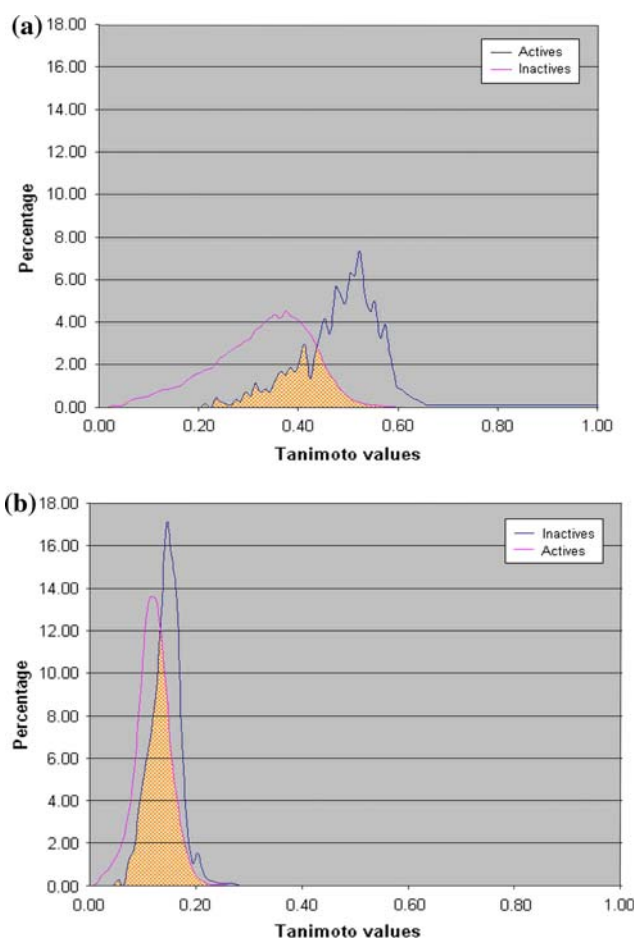 (a)
18.00
16.00
14.00
12.00
10.00
8.00
6.00
4.00
2.00
0.00
Percentage
Actives
Inactives
0.00 0.20 0.40 0.60 0.80 1.00
Tanimoto values
(b)
18.00
16.00
14.00
12.00
10.00
8.00
6.00
4.00
2.00
0.00
Percentage
Inactives
Actives
0.00 0.20 0.40 0.60 0.80 1.00
Tanimoto values